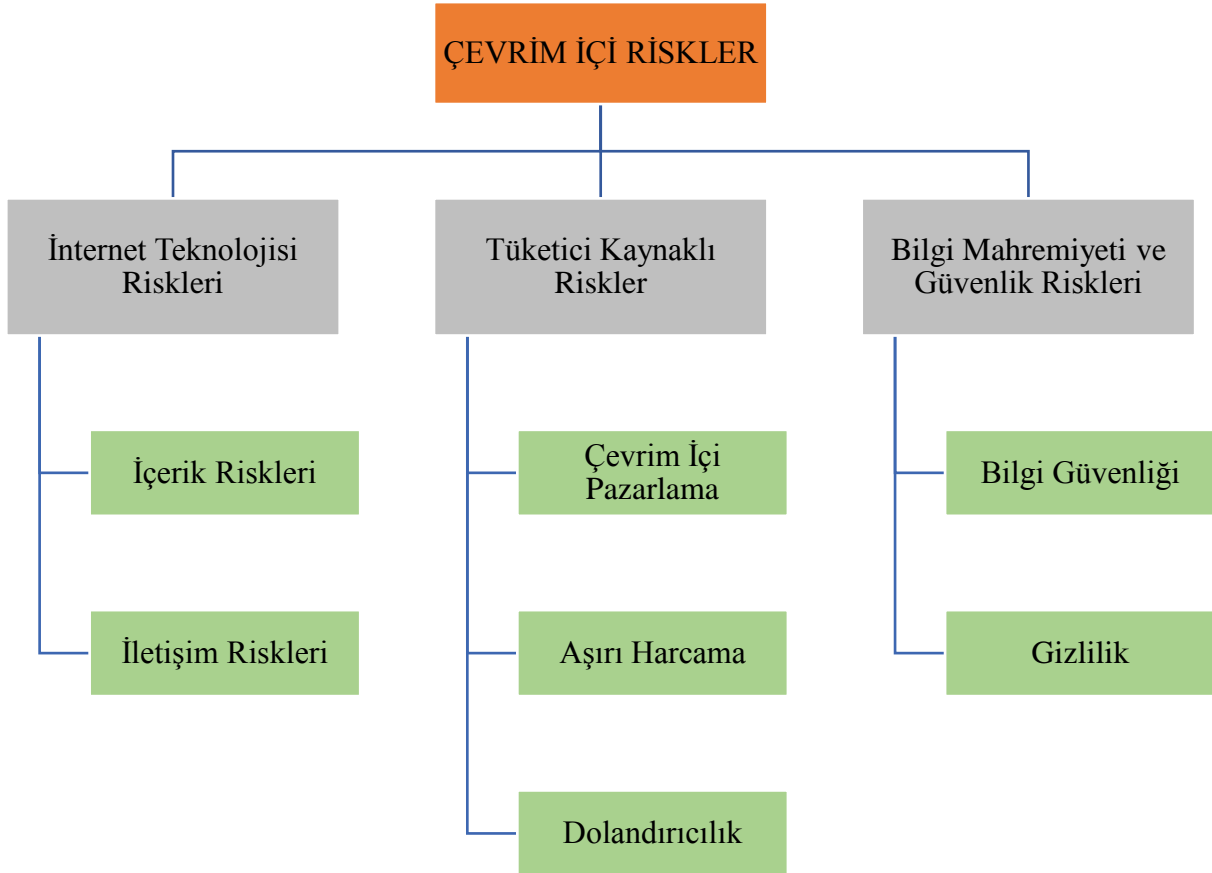 ÇEVRİM İÇİ RİSKLER
İnternet Teknolojisi
Riskleri
Tüketici Kaynaklı
Riskler
Bilgi Mahremiyeti ve
Güvenlik Riskleri
İçerik Riskleri
Çevrim İçi
Pazarlama
Bilgi Güvenliği
İletişim Riskleri
Aşırı Harcama
Gizlilik
Dolandırıcılık